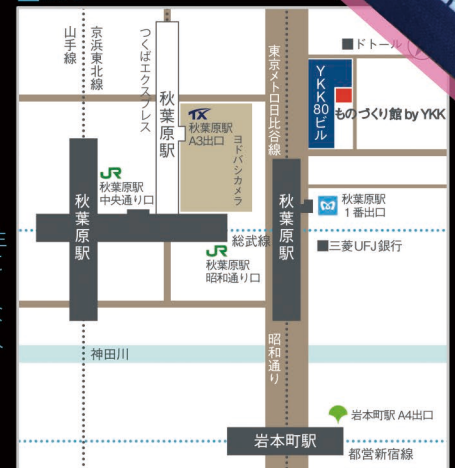 山手線
京浜東北線
つくばエクスプレス
秋葉原駅
TX
秋葉原駅
A3出口
ヨドバシカメラ
東京メトロ日比谷線
■ドトール
YKK80ビル
ものづくり館 by YKK
JR
秋葉原駅
中央通り口
秋葉原駅
秋葉原駅
秋葉原駅
1番出口
総武線
■三菱UFJ銀行
JR
秋葉原駅
昭和通り口
昭和通り
神田川
岩本町駅 A4出口
岩本町駅
都営新宿線